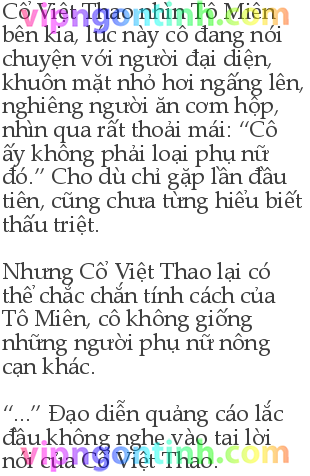 Cổ Việt Thao nhìn Tô Miên
bên kia, lúc này cô đang nói
chuyện với người đại diện,
khuôn mặt nhỏ hơi ngấng lên,
nghiêng người ăn cơm hộp,
nhìn qua rất thoải mái: “Cô
ấy không phải loại phụ nữ
đó.” Cho dù chỉ gặp lần đầu
tiên, cũng chưa từng hiểu biết
thấu triệt.
Nhưng Cổ Việt Thao lại có
thể chắc chắn tính cách của
Tô Miên, cô không giống
những người phụ nữ nông
cạn khác.
“...” Đạo diễn quảng cáo lắc
đầu không nghe vào tai lời
nói của Cổ Việt Thao.
vipngontinh.com
vipngontinh.com